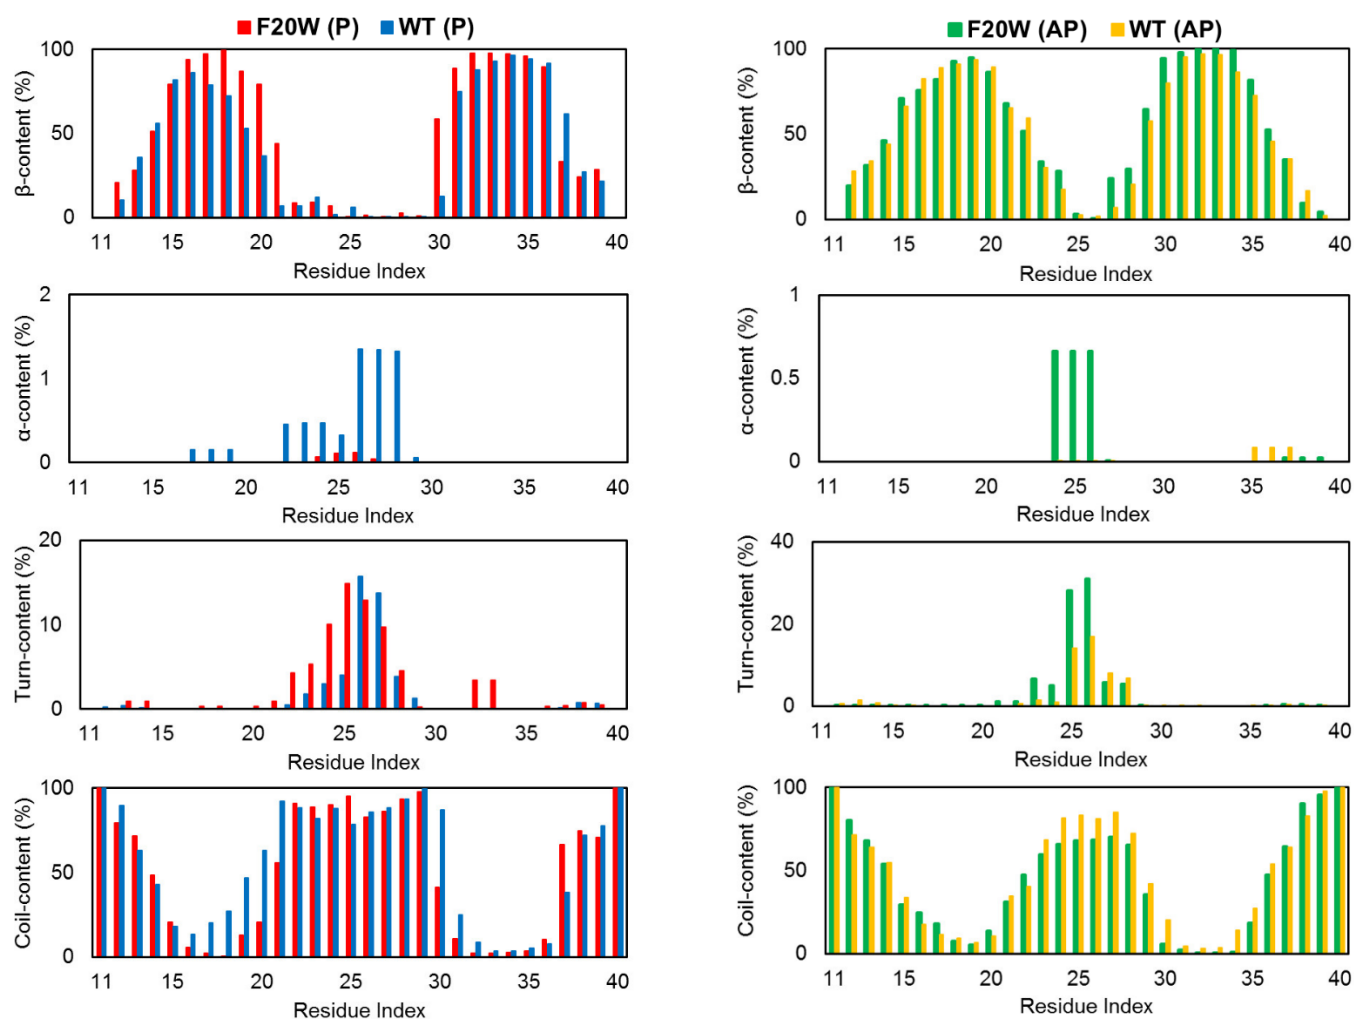 F20W (P) WT (P)
β-content (%)
100
50
0
11 15 20 25 30 35 40
Residue Index
α-content (%)
2
1
0
11 15 20 25 30 35 40
Residue Index
Turn-content (%)
20
10
0
11 15 20 25 30 35 40
Residue Index
Coil-content (%)
100
50
0
11 15 20 25 30 35 40
Residue Index
F20W (AP) WT (AP)
β-content (%)
100
50
0
11 15 20 25 30 35 40
Residue Index
α-content (%)
1
0.5
0
11 15 20 25 30 35 40
Residue Index
Turn-content (%)
40
20
0
11 15 20 25 30 35 40
Residue Index
Coil-content (%)
100
50
0
11 15 20 25 30 35 40
Residue Index